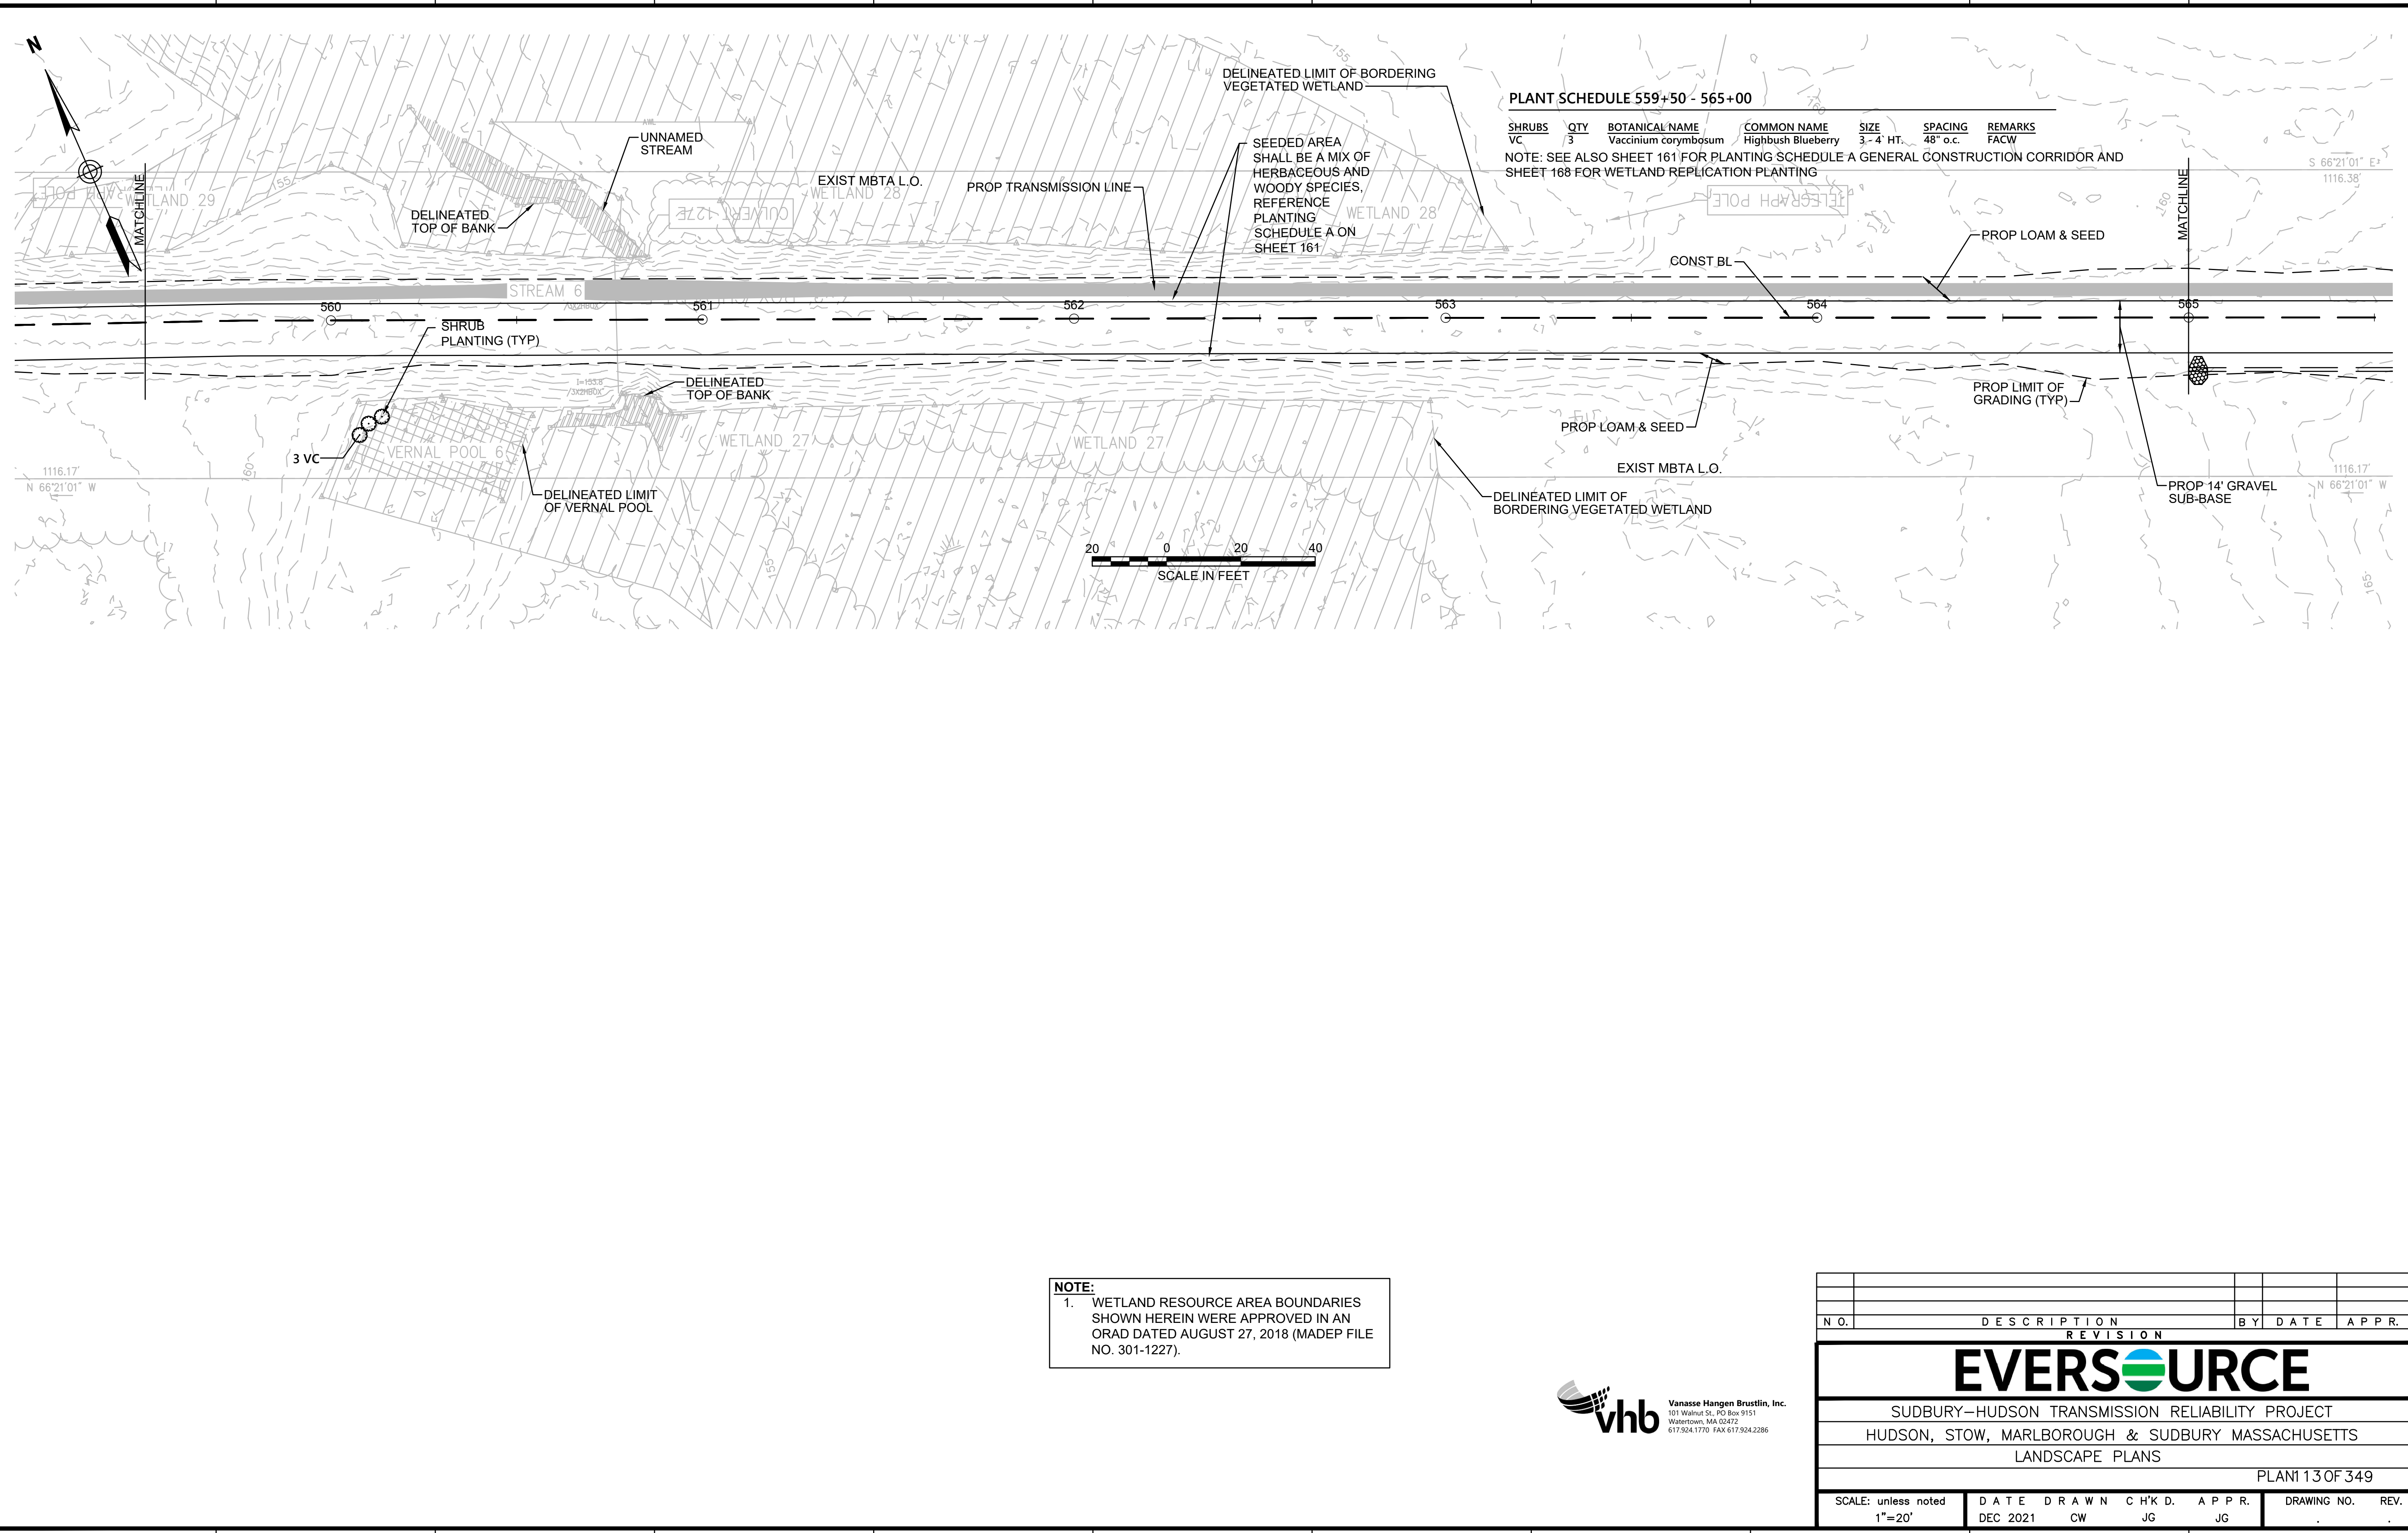 N
MATCHLINE
WETLAND 29
155
DELINEATED
TOP OF BANK
UNNAMED
STREAM
AWL
EXIST MBTA L.O.
WETLAND 28
CULVERT 127E
PROP TRANSMISSION LINE
DELINEATED LIMIT OF BORDERING
VEGETATED WETLAND
SEEDED AREA
SHALL BE A MIX OF
HERBACEOUS AND
WOODY SPECIES,
REFERENCE
PLANTING
SCHEDULE A ON
SHEET 161
155
WETLAND 28
PLANT SCHEDULE 559+50 - 565+00
160
SHRUBS QTY BOTANICAL NAME COMMON NAME SIZE SPACING REMARKS
VC 3 Vaccinium corymbosum Highbush Blueberry 3 - 4` HT. 48" o.c. FACW
NOTE: SEE ALSO SHEET 161 FOR PLANTING SCHEDULE A GENERAL CONSTRUCTION CORRIDOR AND
SHEET 168 FOR WETLAND REPLICATION PLANTING
TELEGRAPH POLE
CONST BL
PROP LOAM & SEED
160
MATCHLINE
S 66°21'01" E
1116.38'
STREAM 6
560
561
562
563
564
565
SHRUB
PLANTING (TYP)
I=153.8
3X2HBOX
DELINEATED
TOP OF BANK
3 VC
VERNAL POOL 6
WETLAND 27
WETLAND 27
1116.17'
N 66°21'01" W
160
DELINEATED LIMIT
OF VERNAL POOL
155
PROP LOAM & SEED
EXIST MBTA L.O.
DELINEATED LIMIT OF
BORDERING VEGETATED WETLAND
PROP LIMIT OF
GRADING (TYP)
PROP 14' GRAVEL
SUB-BASE
1116.17'
N 66°21'01" W
165
20 0 20 40
SCALE IN FEET
NOTE:
1. WETLAND RESOURCE AREA BOUNDARIES
SHOWN HEREIN WERE APPROVED IN AN
ORAD DATED AUGUST 27, 2018 (MADEP FILE
NO. 301-1227).
vhb
Vanasse Hangen Brustlin, Inc.
101 Walnut St., PO Box 9151
Watertown, MA 02472
617.924.1770 FAX 617.924.2286
NO. DESCRIPTION BY DATE APPR.
REVISION
EVERSOURCE
SUDBURY-HUDSON TRANSMISSION RELIABILITY PROJECT
HUDSON, STOW, MARLBOROUGH & SUDBURY MASSACHUSETTS
LANDSCAPE PLANS
PLAN 113 OF 349
SCALE: unless noted DATE DRAWN CH'KD. APPR. DRAWING NO. REV.
1"=20' DEC 2021 CW JG JG . .